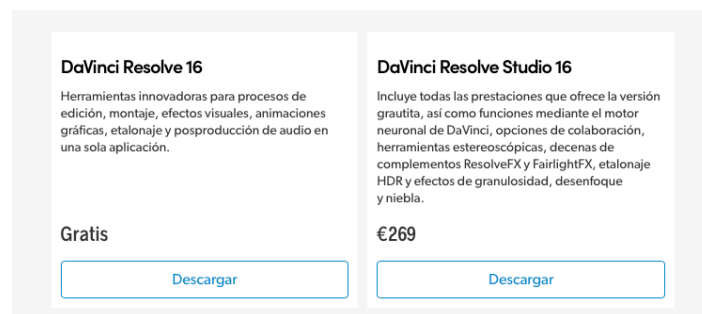 DaVinci Resolve 16
Herramientas innovadoras para procesos de
edición, montaje, efectos visuales, animaciones
gráficas, etalonaje y posproducción de audio en
una sola aplicación.
Gratis
Descargar
DaVinci Resolve Studio 16
Incluye todas las prestaciones que ofrece la versión
grautita, así como funciones mediante el motor
neuronal de DaVinci, opciones de colaboración,
herramientas estereoscópicas, decenas de
complementos ResolveFX y FairlightFX, etalonaje
HDR y efectos de granulosidad, desenfoque
y niebla.
€269
Descargar